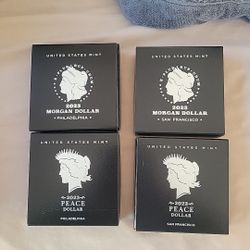 UNITED STATES MINT
2023
MORGAN DOLLAR
PHILADELPHIA
UNITED STATES MINT
2023
MORGAN DOLLAR
SAN FRANCISCO
UNITED STATES MINT
2023
PEACE
DOLLAR
PHILADELPHIA
UNITED STATES MINT
2023
PEACE
DOLLAR
SAN FRANCISCO